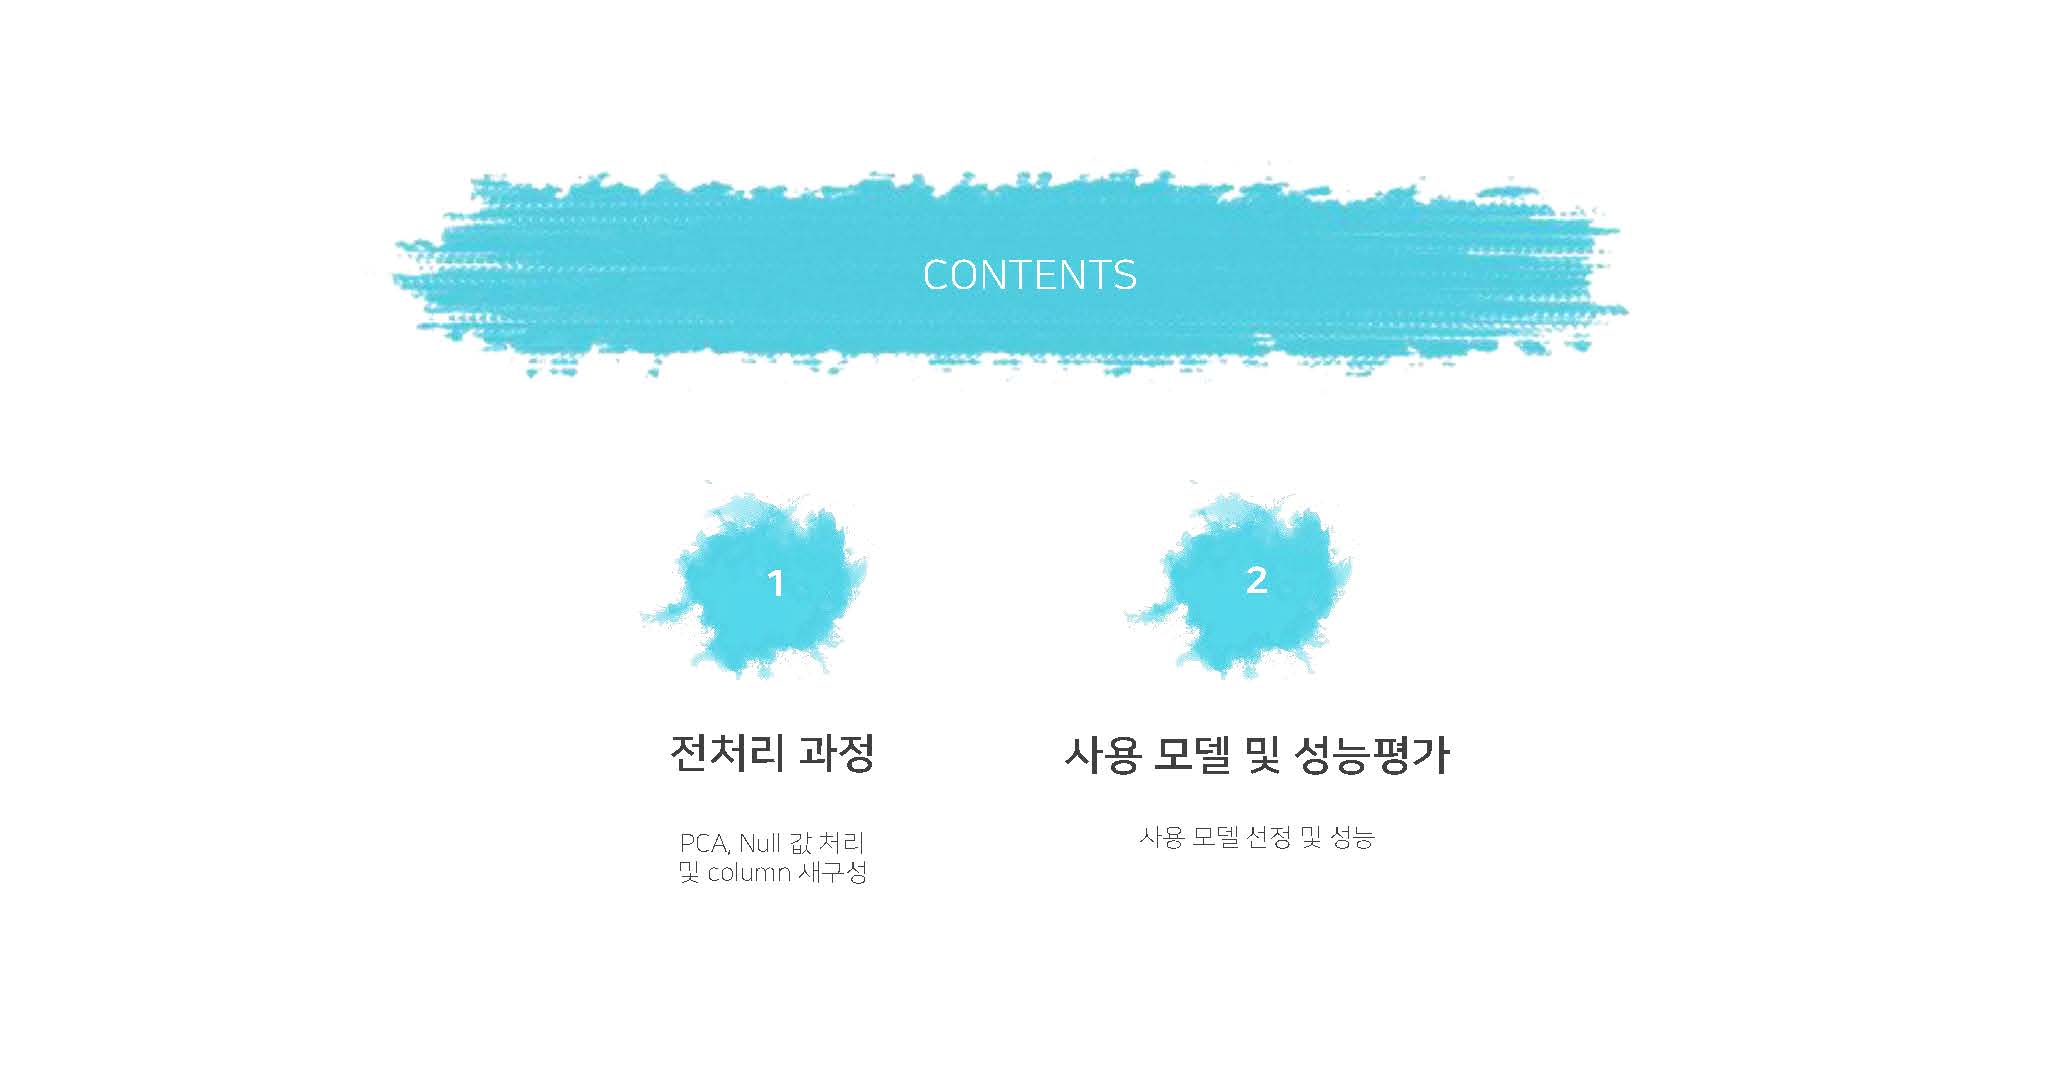 CONTENTS
1
전처리 과정
PCA, Null 값 처리
및 column 새구성
2
사용 모델 및 성능평가
사용 모델 선정 및 성능